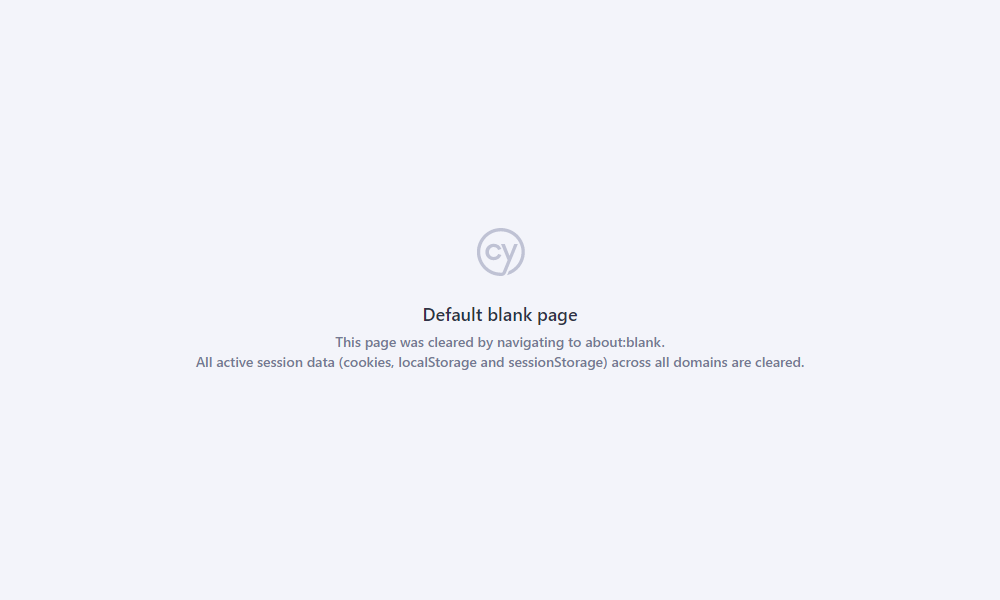 cy
Default blank page
This page was cleared by navigating to about:blank.
All active session data (cookies, localStorage and sessionStorage) across all domains are cleared.